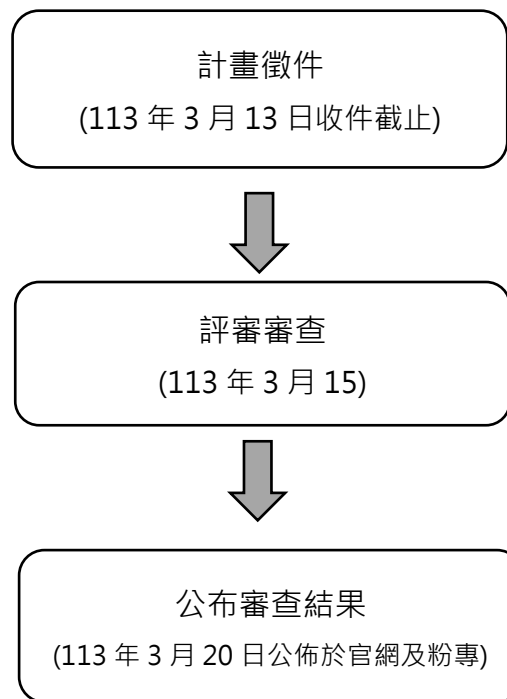 計畫徵件
(113 年 3 月 13 日收件截止)
評審審查
(113 年 3 月 15)
公布審查結果
(113 年 3 月 20 日公佈於官網及粉專)